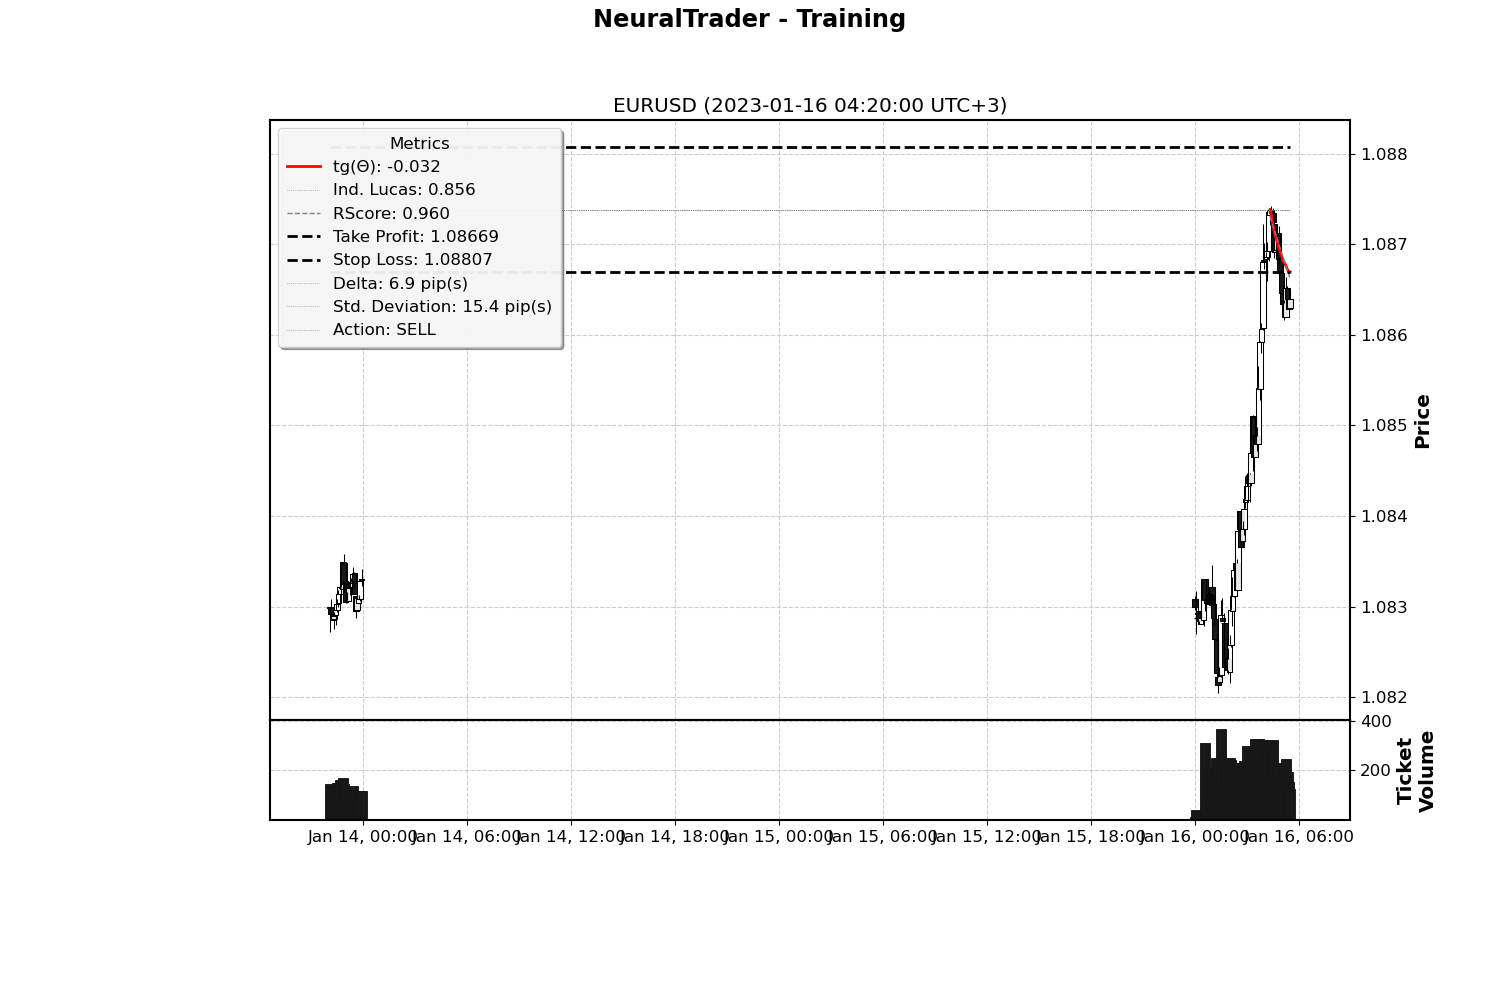 NeuralTrader - Training
EURUSD (2023-01-16 04:20:00 UTC+3)
Metrics
tg(Θ): -0.032
Ind. Lucas: 0.856
RScore: 0.960
Take Profit: 1.08669
Stop Loss: 1.08807
Delta: 6.9 pip(s)
Std. Deviation: 15.4 pip(s)
Action: SELL
1.088
1.087
1.086
1.085
1.084
1.083
1.082
Price
400
200
Ticket
Volume
Jan 14, 00:00
Jan 14, 06:00
Jan 14, 12:00
Jan 14, 18:00
Jan 15, 00:00
Jan 15, 06:00
Jan 15, 12:00
Jan 15, 18:00
Jan 16, 00:00
Jan 16, 06:00